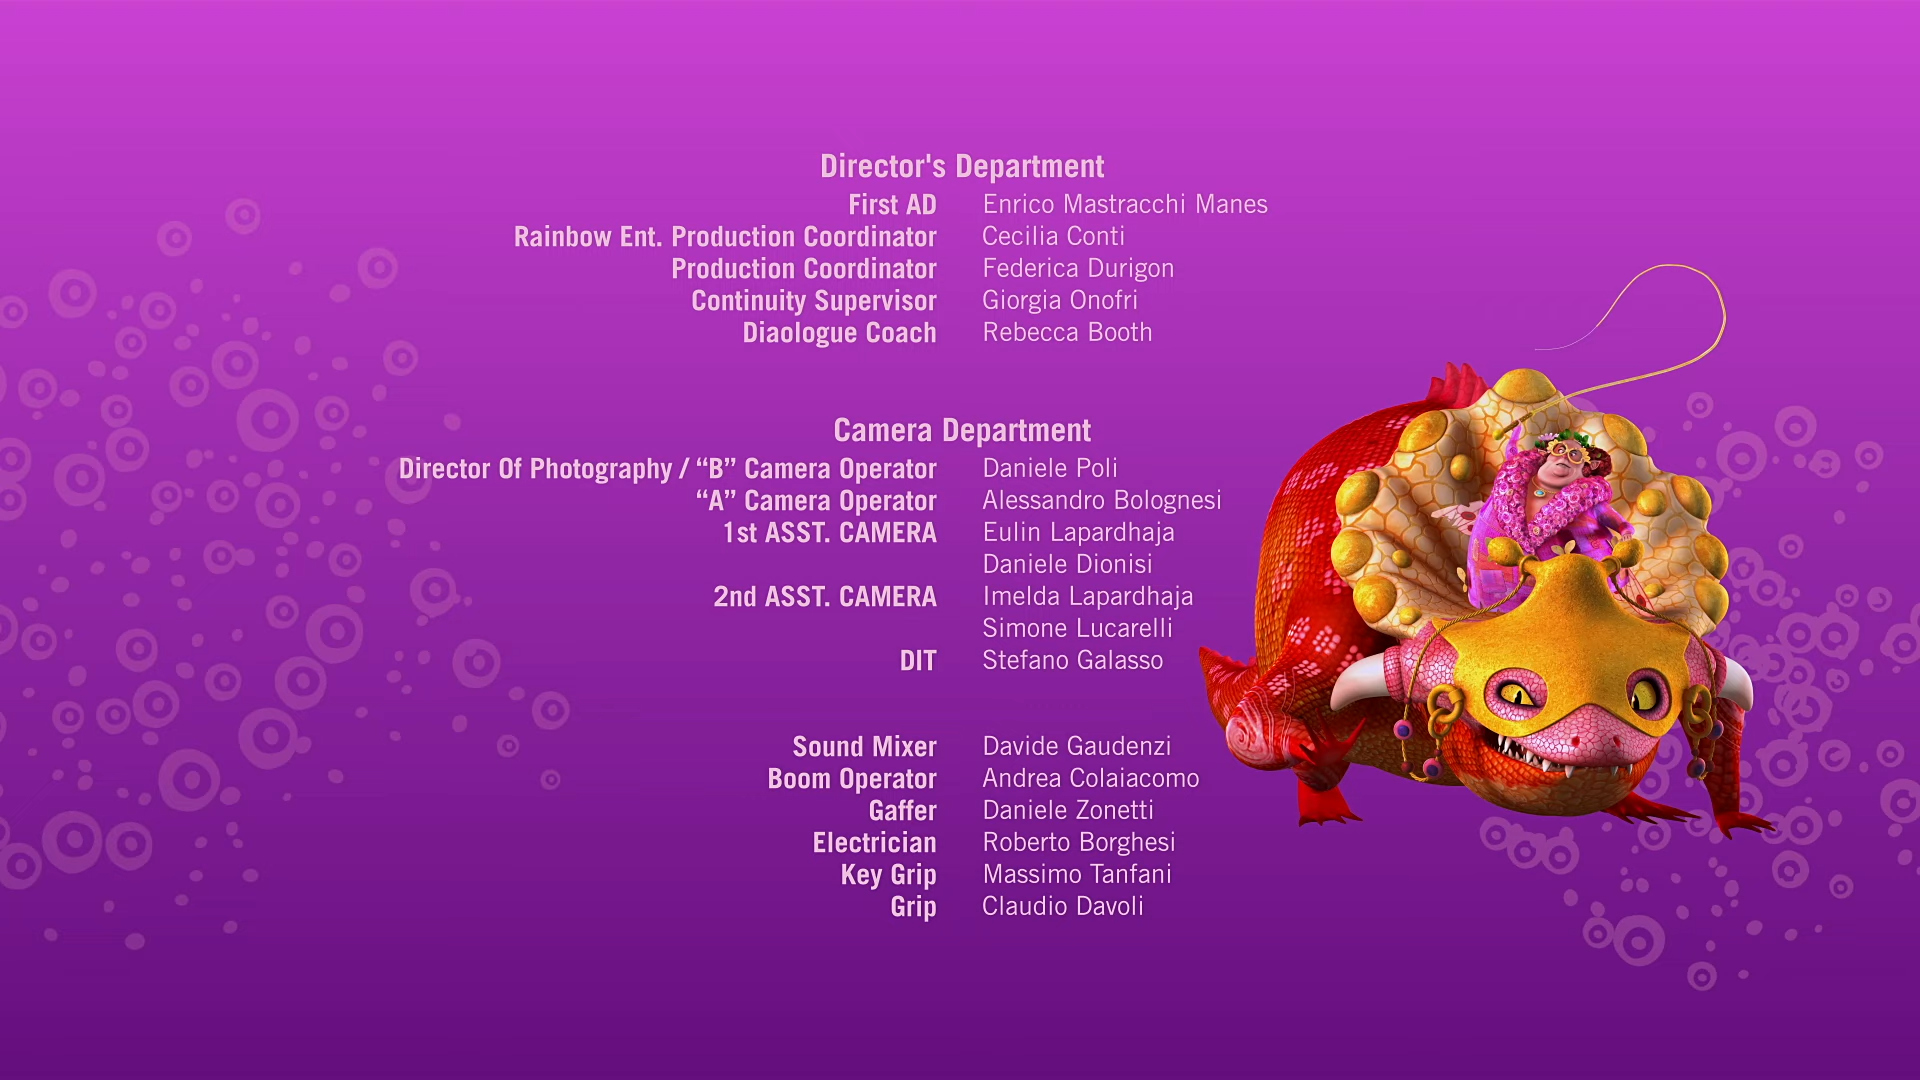 Director's Department
First AD Enrico Mastracchi Manes
Rainbow Ent. Production Coordinator Cecilia Conti
Production Coordinator Federica Durigon
Continuity Supervisor Giorgia Onofri
Diaologue Coach Rebecca Booth
Camera Department
Director Of Photography / “B” Camera Operator Daniele Poli
“A” Camera Operator Alessandro Bolognesi
1st ASST. CAMERA Eulin Lapardhaja
Daniele Dionisi
2nd ASST. CAMERA Imelda Lapardhaja
Simone Lucarelli
DIT Stefano Galasso
Sound Mixer Davide Gaudenzi
Boom Operator Andrea Colaiacomo
Gaffer Daniele Zonetti
Electrician Roberto Borghesi
Key Grip Massimo Tanfani
Grip Claudio Davoli